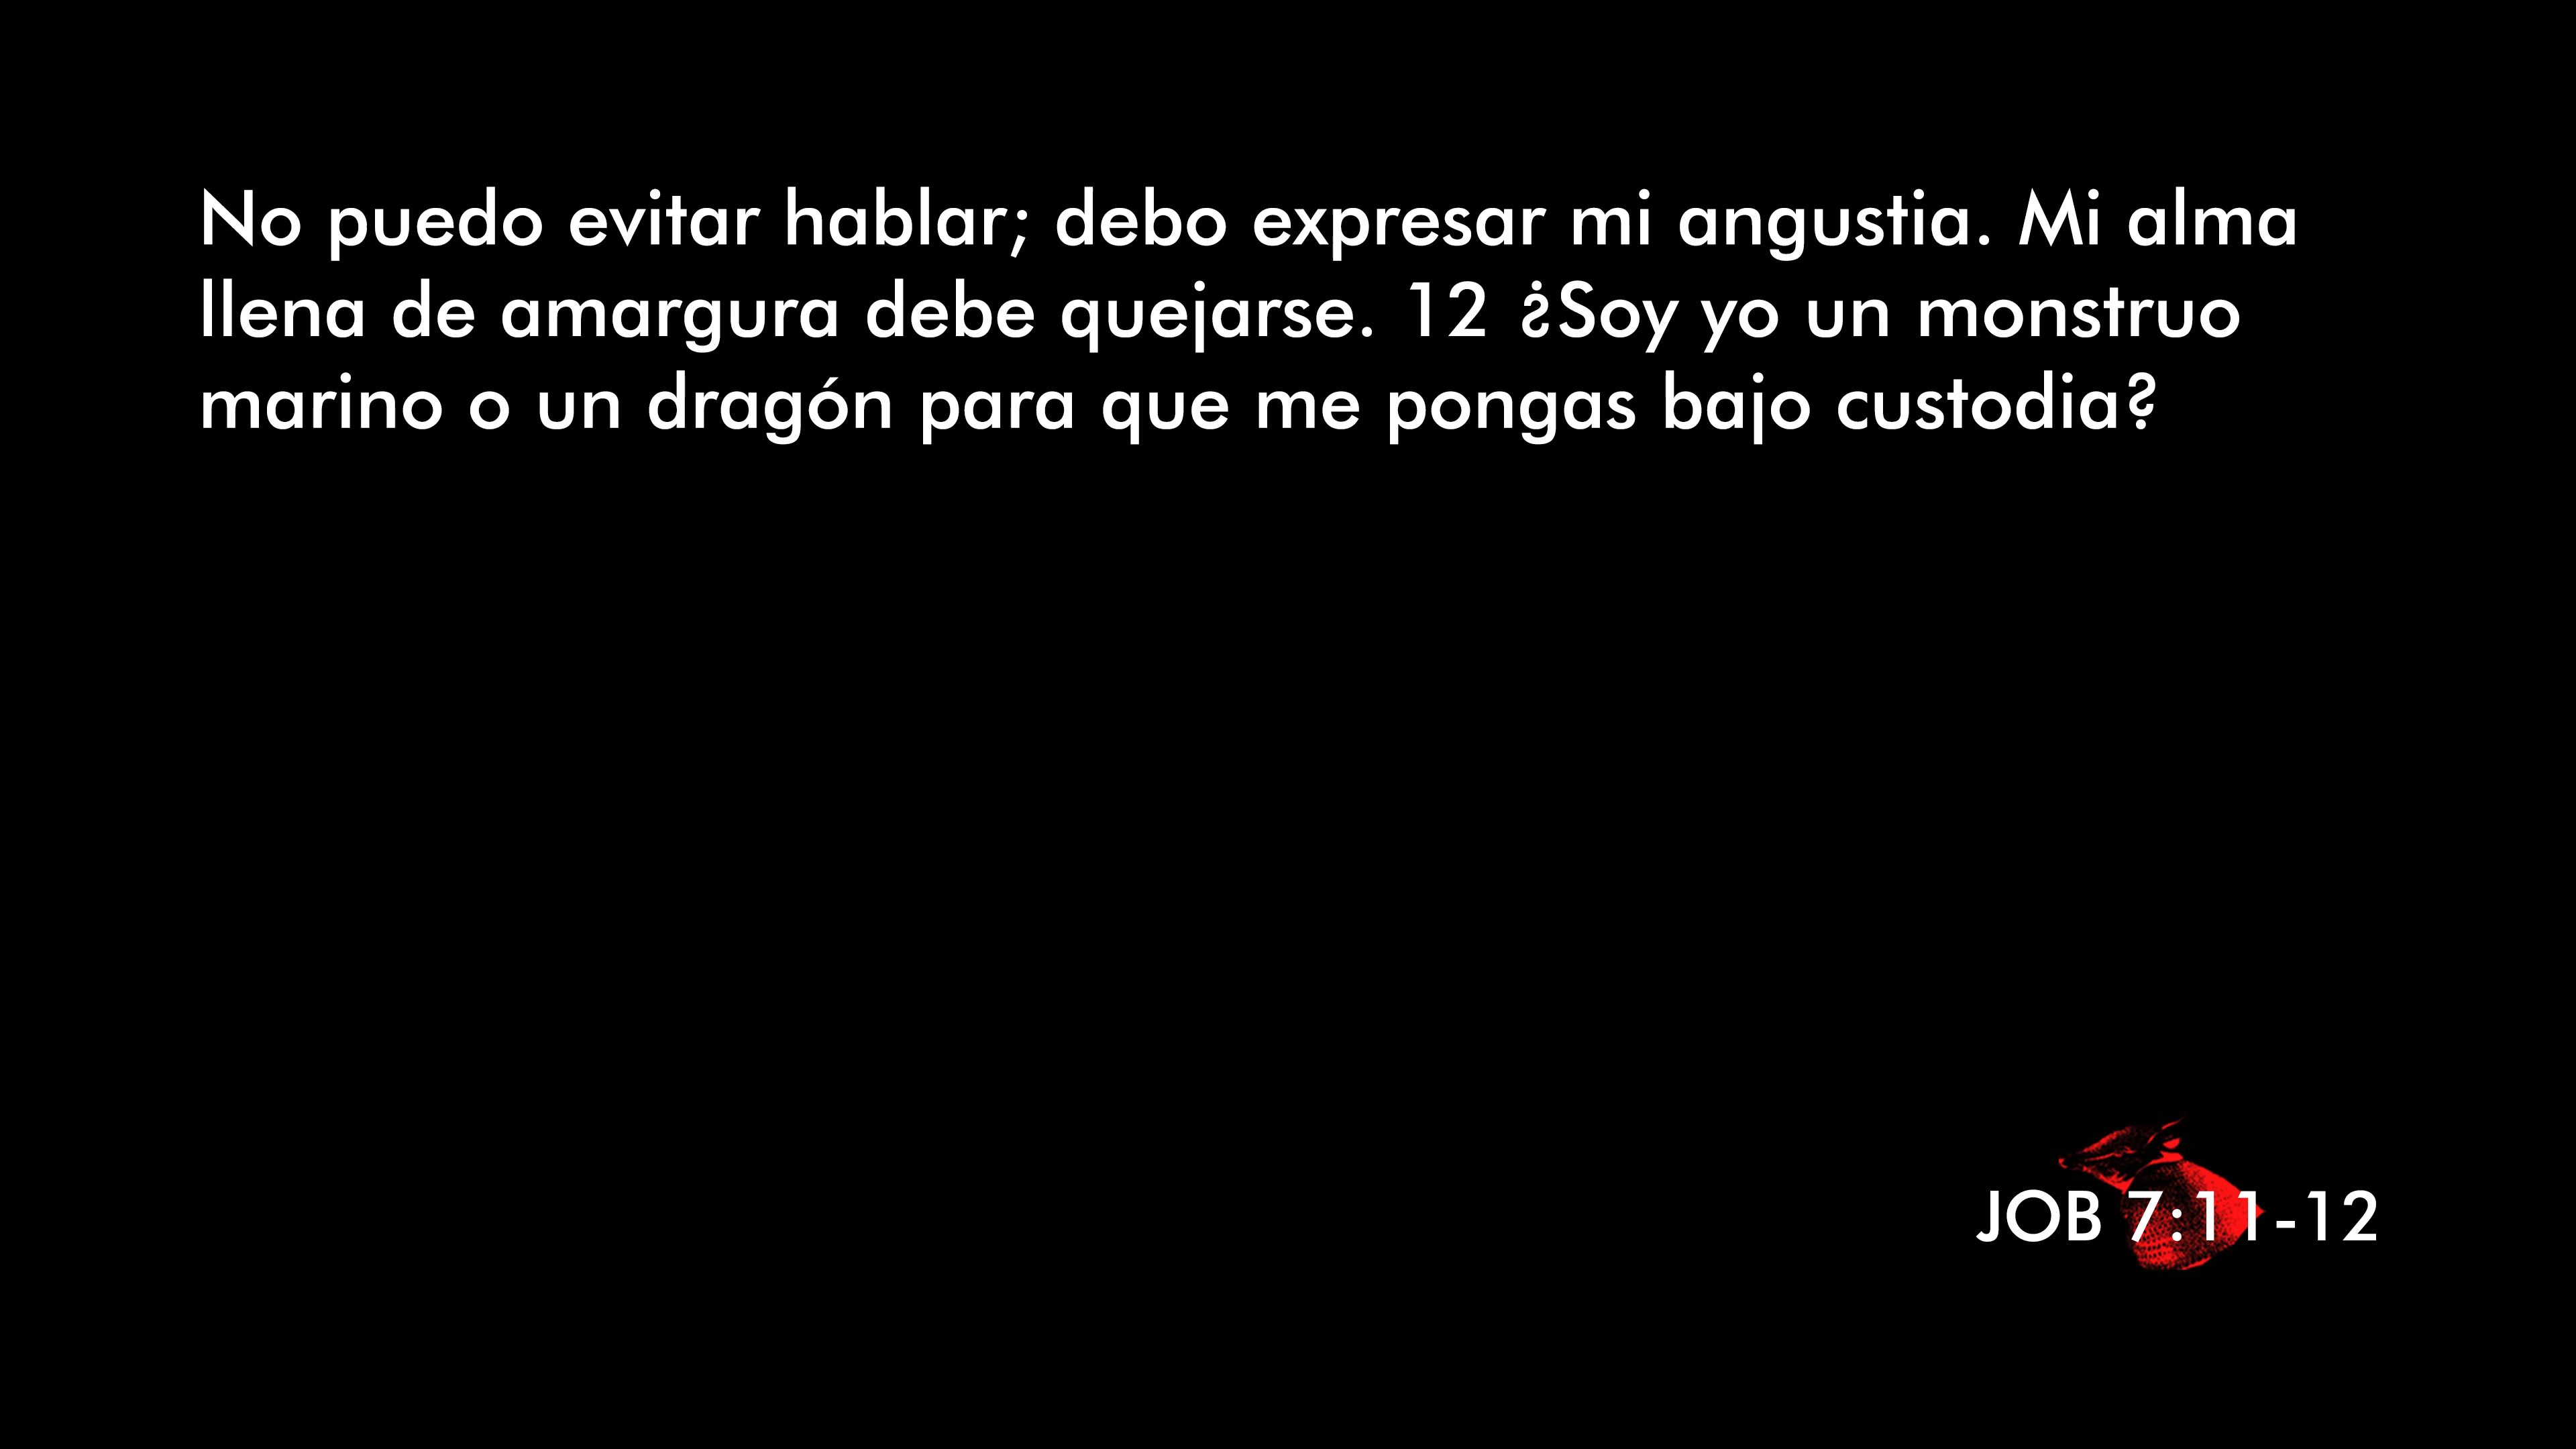 No puedo evitar hablar; debo expresar mi angustia. Mi alma
llena de amargura debe quejarse. 12 ¿Soy yo un monstruo
marino o un dragón para que me pongas bajo custodia?
JOB 7:11-12